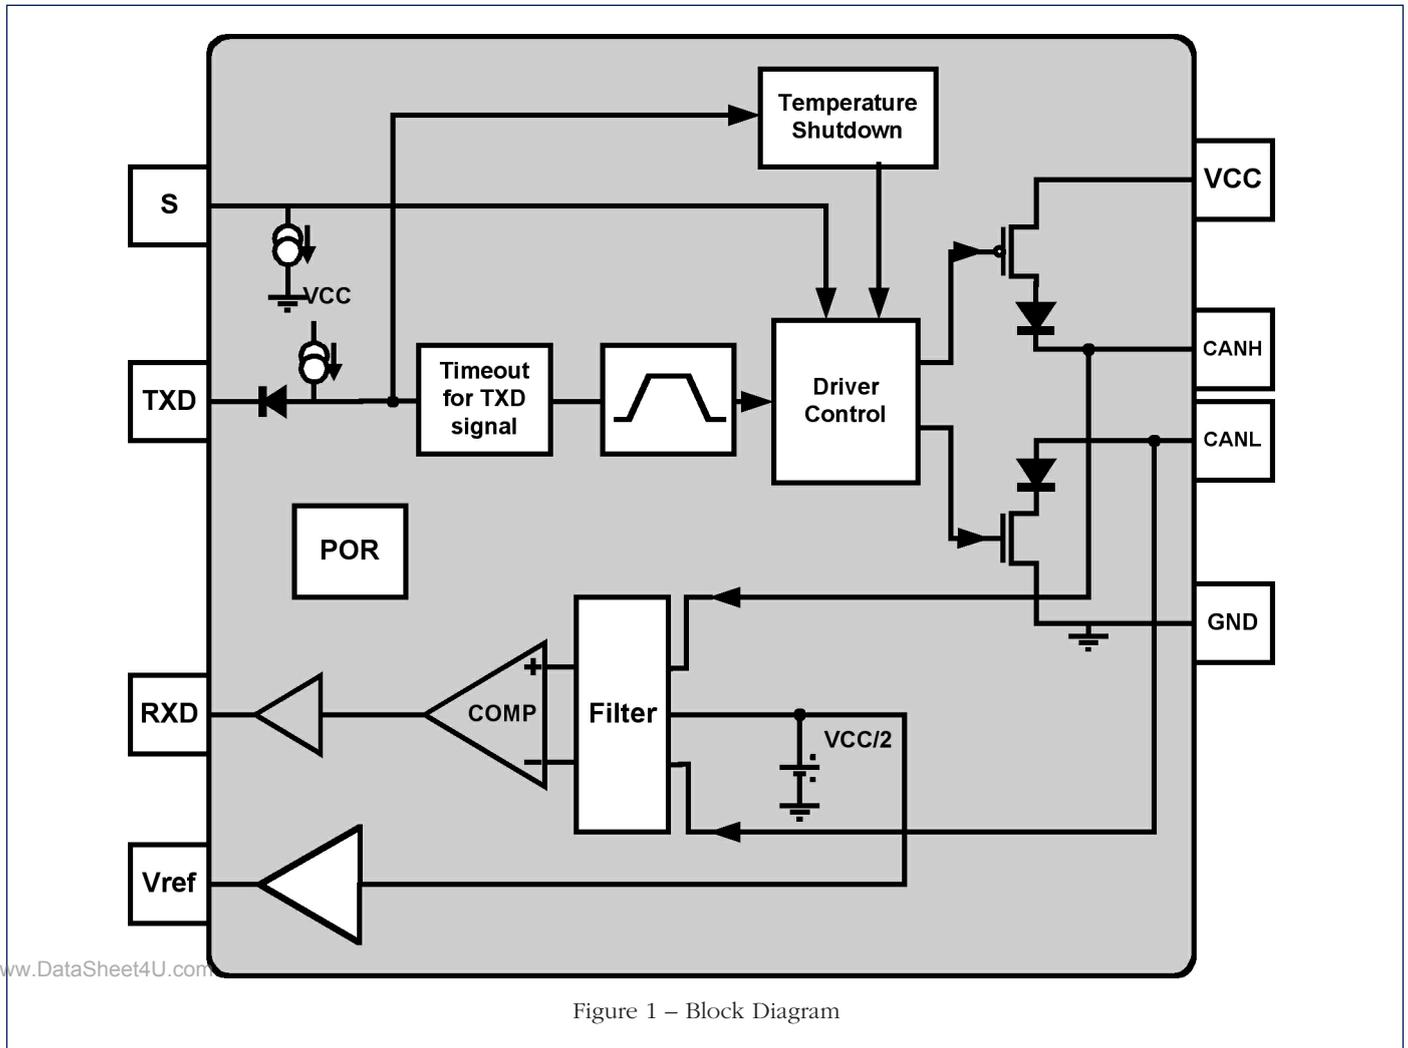 Temperature
Shutdown
VCC
S
VCC
CANH
TXD
Timeout
for TXD
signal
Driver
Control
CANL
POR
GND
RXD
+
COMP
−
Filter
VCC/2
Vref
ww.DataSheet4U.com
Figure 1 – Block Diagram